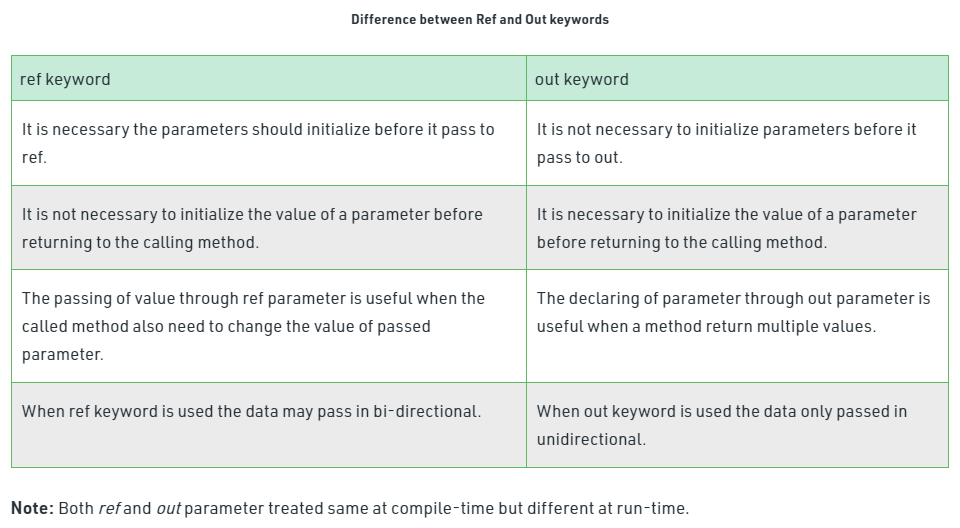 Difference between Ref and Out keywords
ref keyword
out keyword
It is necessary the parameters should initialize before it pass to
ref.
It is not necessary to initialize parameters before it
pass to out.
It is not necessary to initialize the value of a parameter before
returning to the calling method.
It is necessary to initialize the value of a parameter
before returning to the calling method.
The passing of value through ref parameter is useful when the
called method also need to change the value of passed
parameter.
The declaring of parameter through out parameter is
useful when a method return multiple values.
When ref keyword is used the data may pass in bi-directional.
When out keyword is used the data only passed in
unidirectional.
Note: Both ref and out parameter treated same at compile-time but different at run-time.